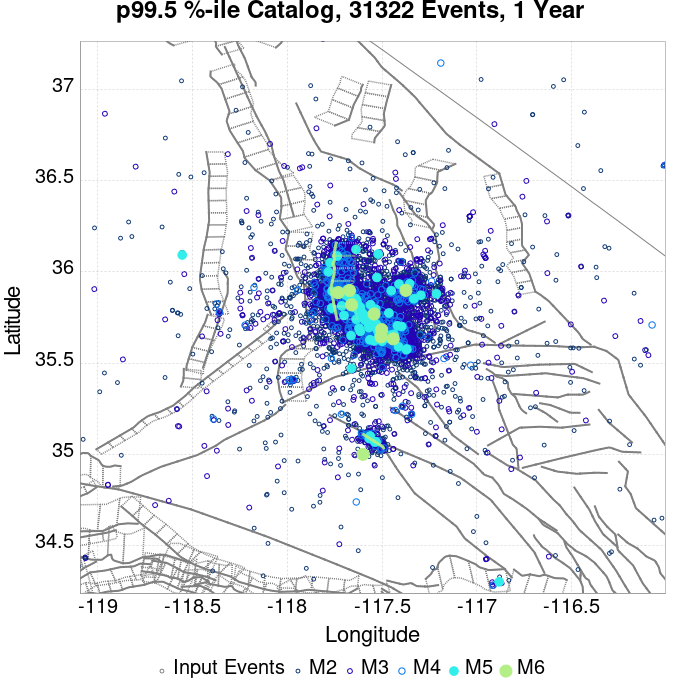 p99.5 %-ile Catalog, 31322 Events, 1 Year
37
36.5
36
35.5
35
34.5
Latitude
-119 -118.5 -118 -117.5 -117 -116.5
Longitude
Input Events M2 M3 M4 M5 M6